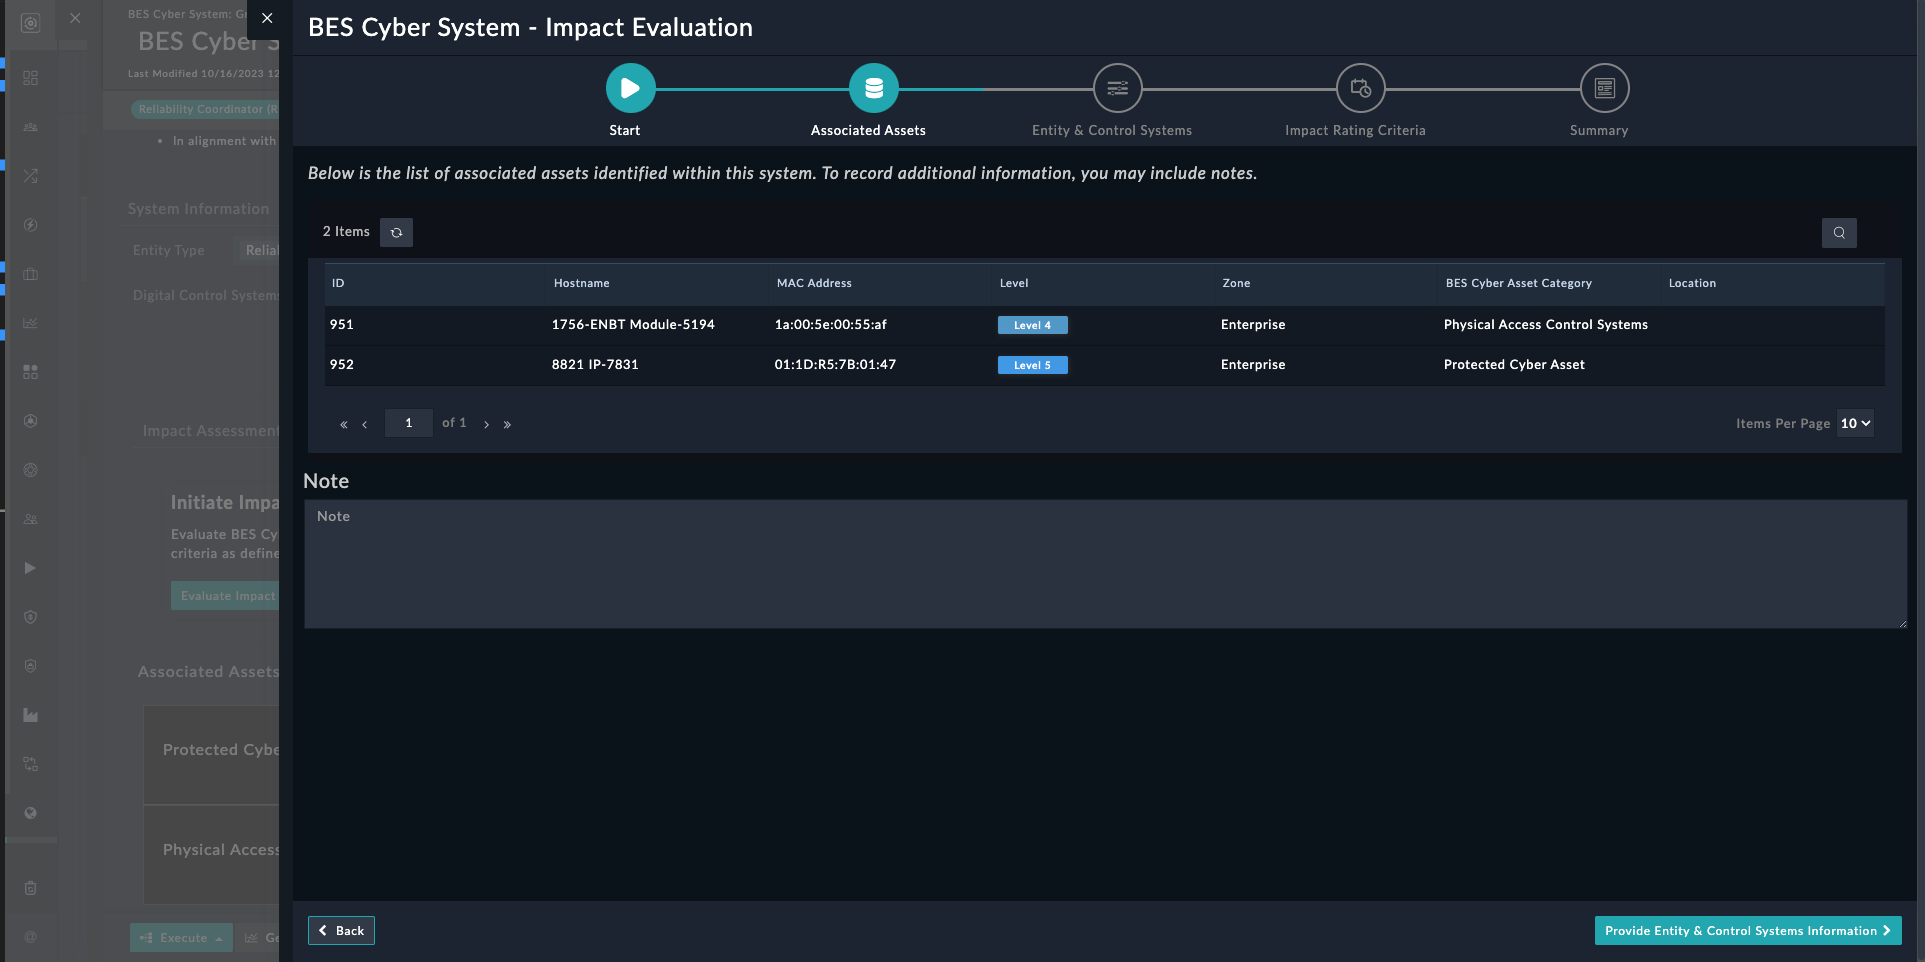 BES Cyber System:
BES Cyber
Last Modified 10/16/2023 12
Reliability Coordinator (R
In alignment with
System Information
Entity Type
Digital Control Systems
Impact Assessment
Initiate Impa
Evaluate BES Cy
criteria as define
Evaluate Impact
Associated Assets
Protected Cybe
Physical Access
Execute
BES Cyber System - Impact Evaluation
Start
Associated Assets
Entity & Control Systems
Impact Rating Criteria
Summary
Below is the list of associated assets identified within this system. To record additional information, you may include notes.
2 Items
ID Hostname MAC Address Level Zone BES Cyber Asset Category Location
951 1756-ENBT Module-5194 1a:00:5e:00:55:af Level 4 Enterprise Physical Access Control Systems
952 8821 IP-7831 01:1D:R5:7B:01:47 Level 5 Enterprise Protected Cyber Asset
« ‹ 1 of 1 › » Items Per Page 10
Note
Note
Back
Provide Entity & Control Systems Information